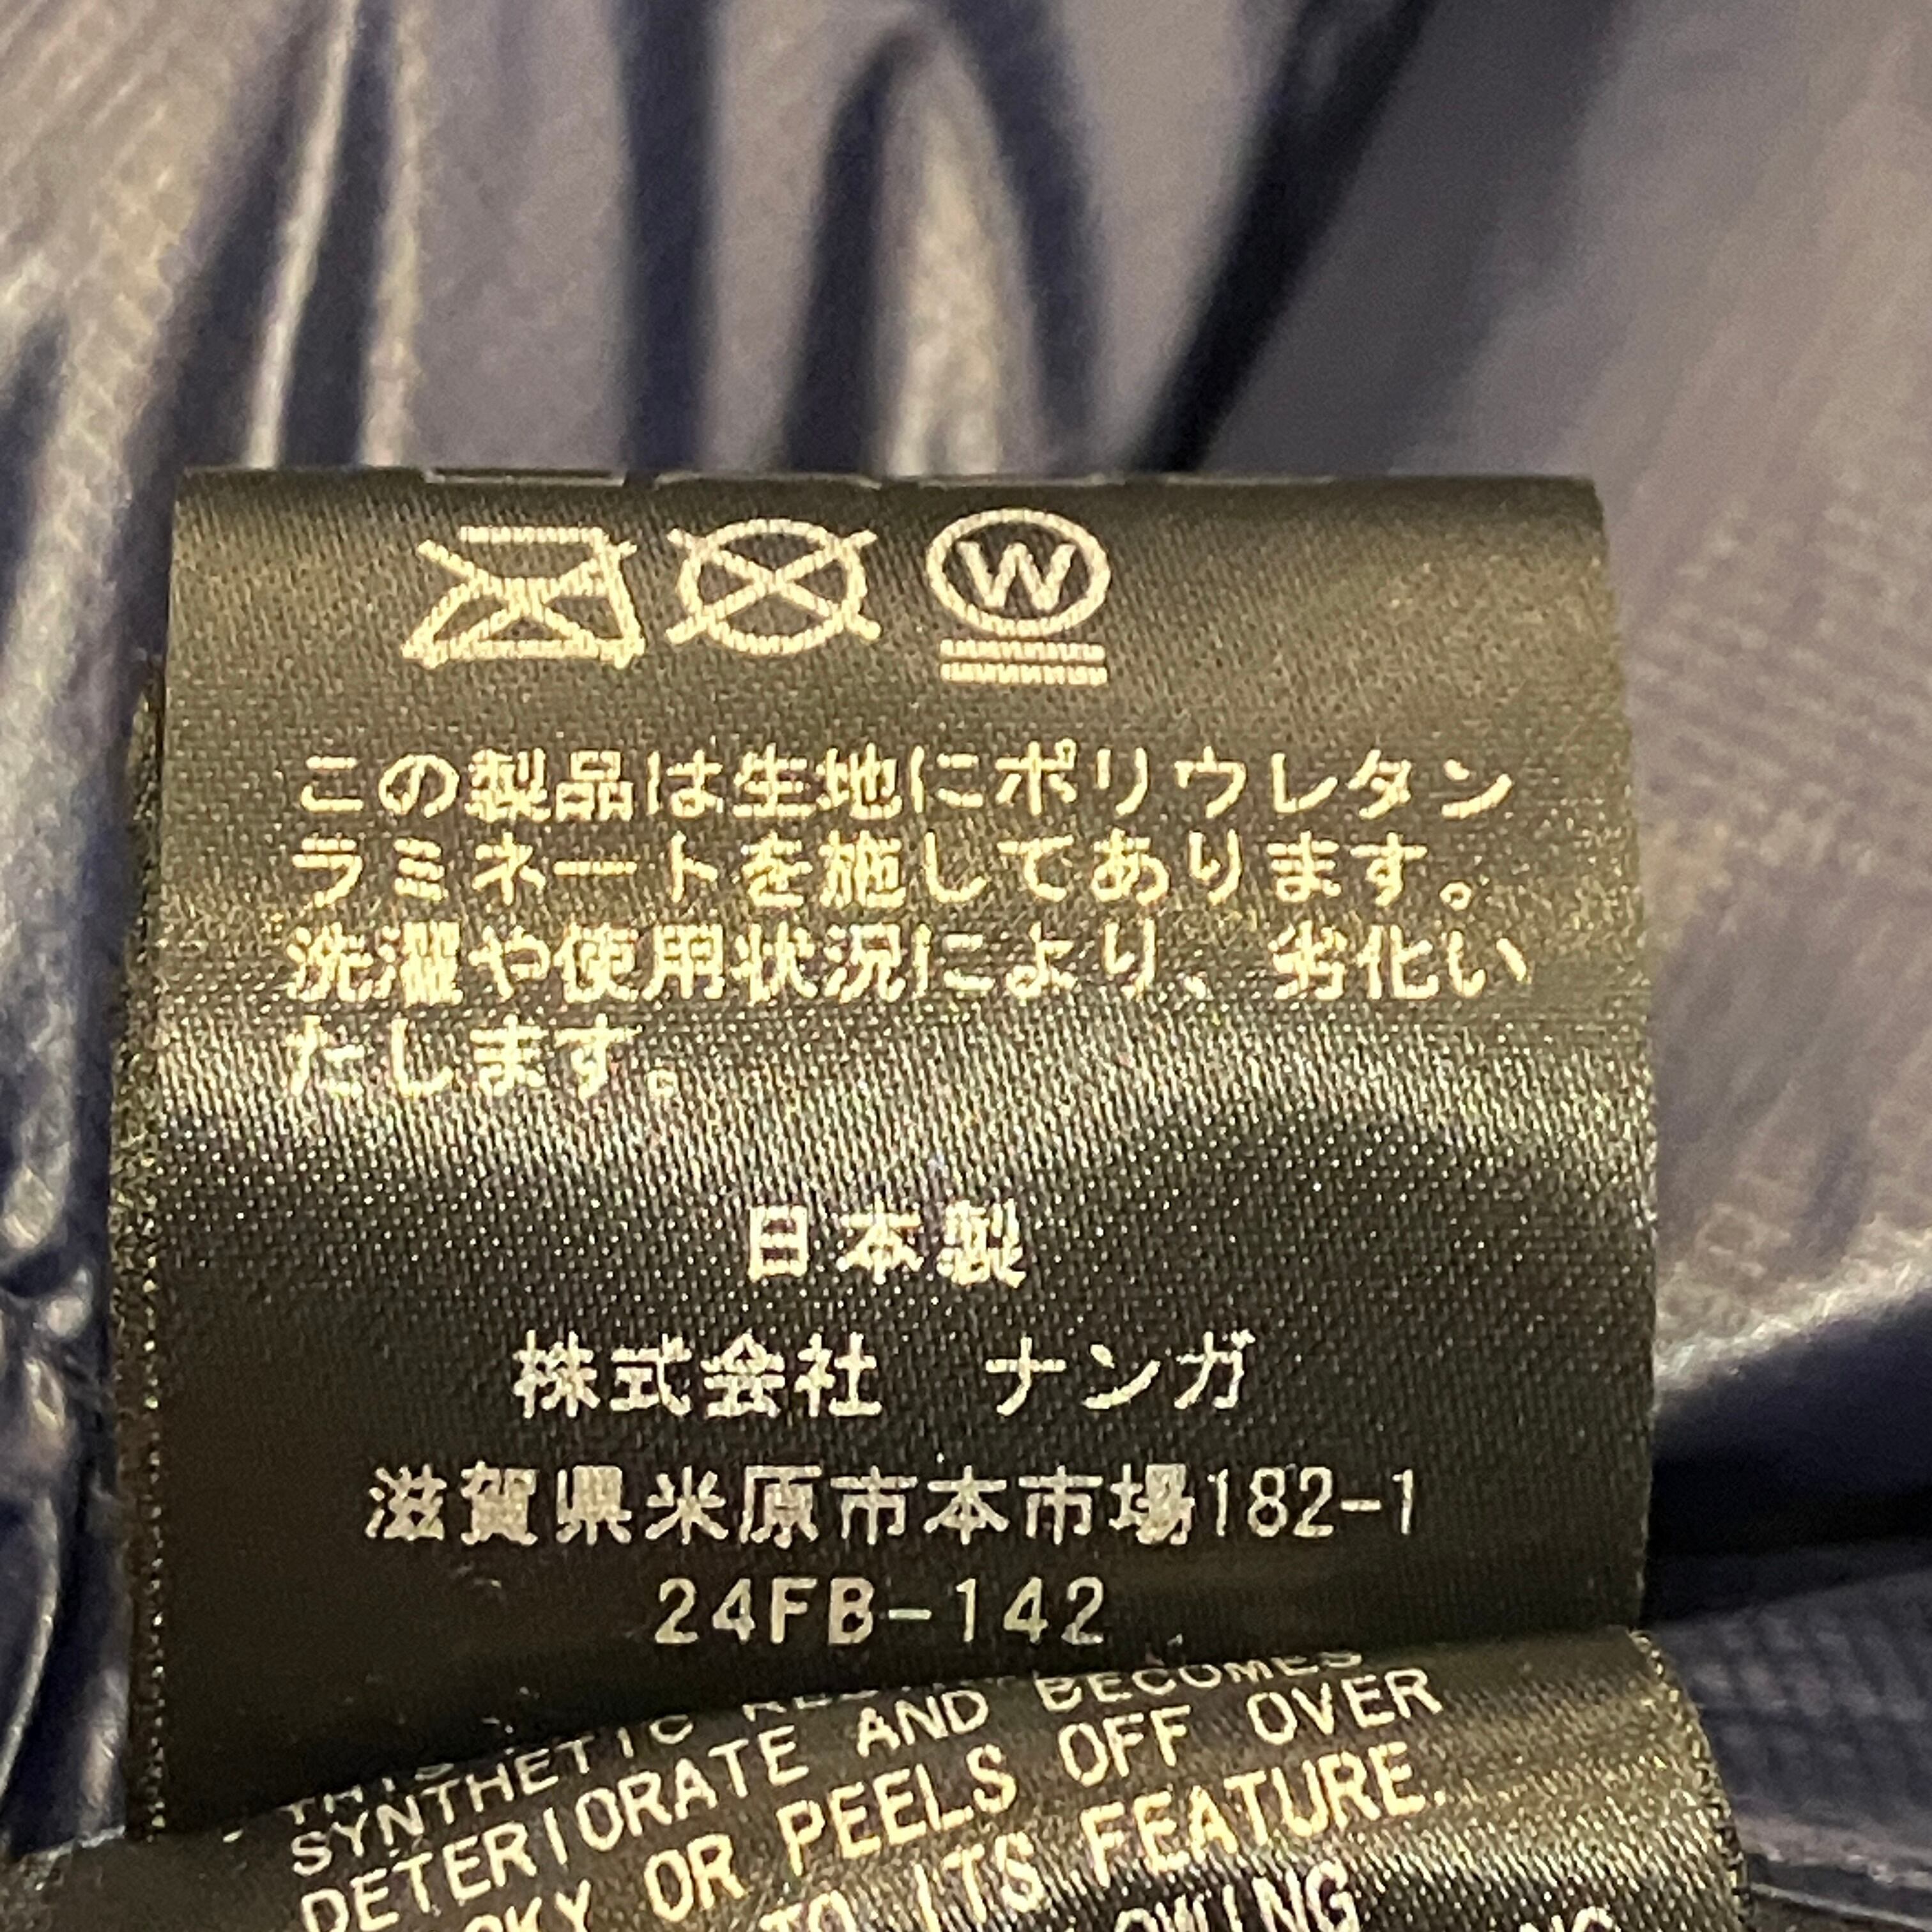 W
この製品は生地にポリウレタン
ラミネートを施してあります。
洗濯や使用状況により、劣化い
たします。
日本製
株式会社　ナンガ
滋賀県米原市本市場182-1
24FB-142
THIS
SYNTHETIC BECOMES
DETERIORATE AND
OR PEELS OFF OVER
TO ITS FEATURE.